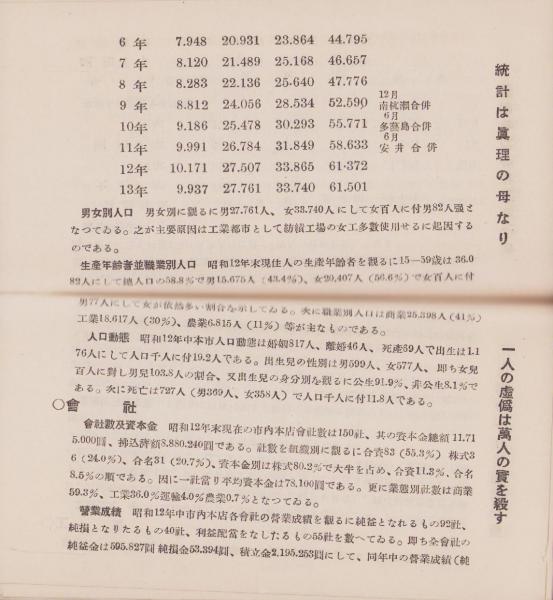 6年 7.948 20.931 23.864 44.795
7年 8.120 21.489 25.168 46.657
8年 8.283 22.136 25.640 47.776
9年 8.812 24.056 28.534 52.590 12月 南杭瀬合併
10年 9.186 25.478 30.293 55.771 6月 多藝島合併
11年 9.991 26.784 31.849 58.633 6月 安井合併
12年 10.171 27.507 33.865 61.372
13年 9.937 27.761 33.740 61.501
男女別人口 男女別に觀るに男27.761人、女33.740人にして女百人に付男82人强と
なつてゐる。之が主要原因は工業都市として紡績工場の女工多數使用せるに起因するも
のである。
生産年齢者並職業別人口 昭和12年末現住人の生産年齢者を觀るに15—59歳は36.0
82人にして總人口の58.8%で男15.675人(43.4%)、女20.407人(56.6%)で女百人に付
男77人にして女が依然多い割合を示してゐる。次に職業別人口は商業25.398人(41%)
工業18.617人(30%)、農業6.815人(11%)等が主なものである。
人口動態 昭和12年中本市人口動態は婚姻817人、離婚46人、死産69人で出生は1.1
76人にして人口千人に付19.2人である。出生兒の性別は男599人、女577人、卽ち女兒
百人に對し男兒103.8人の割合、又出生兒の身分別を觀るに公生91.9%、非公生8.1%で
ある。次に死亡は727人(男369人、女358人)で人口千人に付11.8人である。
○會社
會社數及資本金 昭和12年末現在の市內本店會社數は150社、其の資本金總額11.71
5.000圓、拂込濟額8.880.240圓である。社數を組織別に觀るに合資83(55.3%)株式3
6(24.0%)、合名31(20.7%)、資本金別は株式80.2%で大半を占め、合資11.3%、合名
8.5%の順である。因に一社當り平均資本金は78.100圓である。更に業態別社數は商業
59.3%、工業36.0%運輸4.0%農業0.7%となつてゐる。
營業成績 昭和12年中市內本店各會社の營業成績を觀るに純益となれるもの92社、
純損となりたるもの40社、利益配當をなしたるもの55社を數へてゐる。卽ち全會社の
純益金は595.827圓純損金53.394圓、積立金2.195.253圓にして、同年中の營業成績(純
統計は眞理の母なり
一人の虛僞は萬人の實を殺す